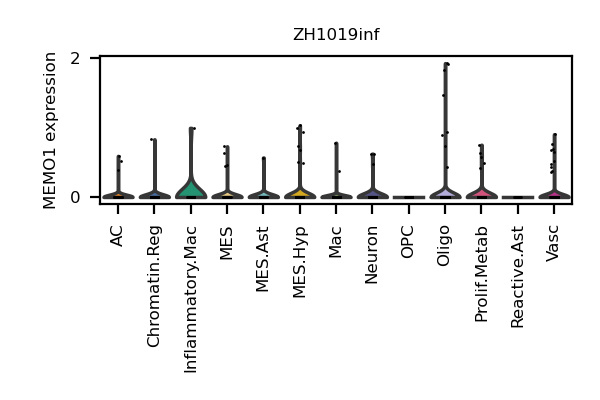 ZH1019inf
MEMO1 expression
2
0
AC
Chromatin.Reg
Inflammatory.Mac
MES
MES.Ast
MES.Hyp
Mac
Neuron
OPC
Oligo
Prolif.Metab
Reactive.Ast
Vasc